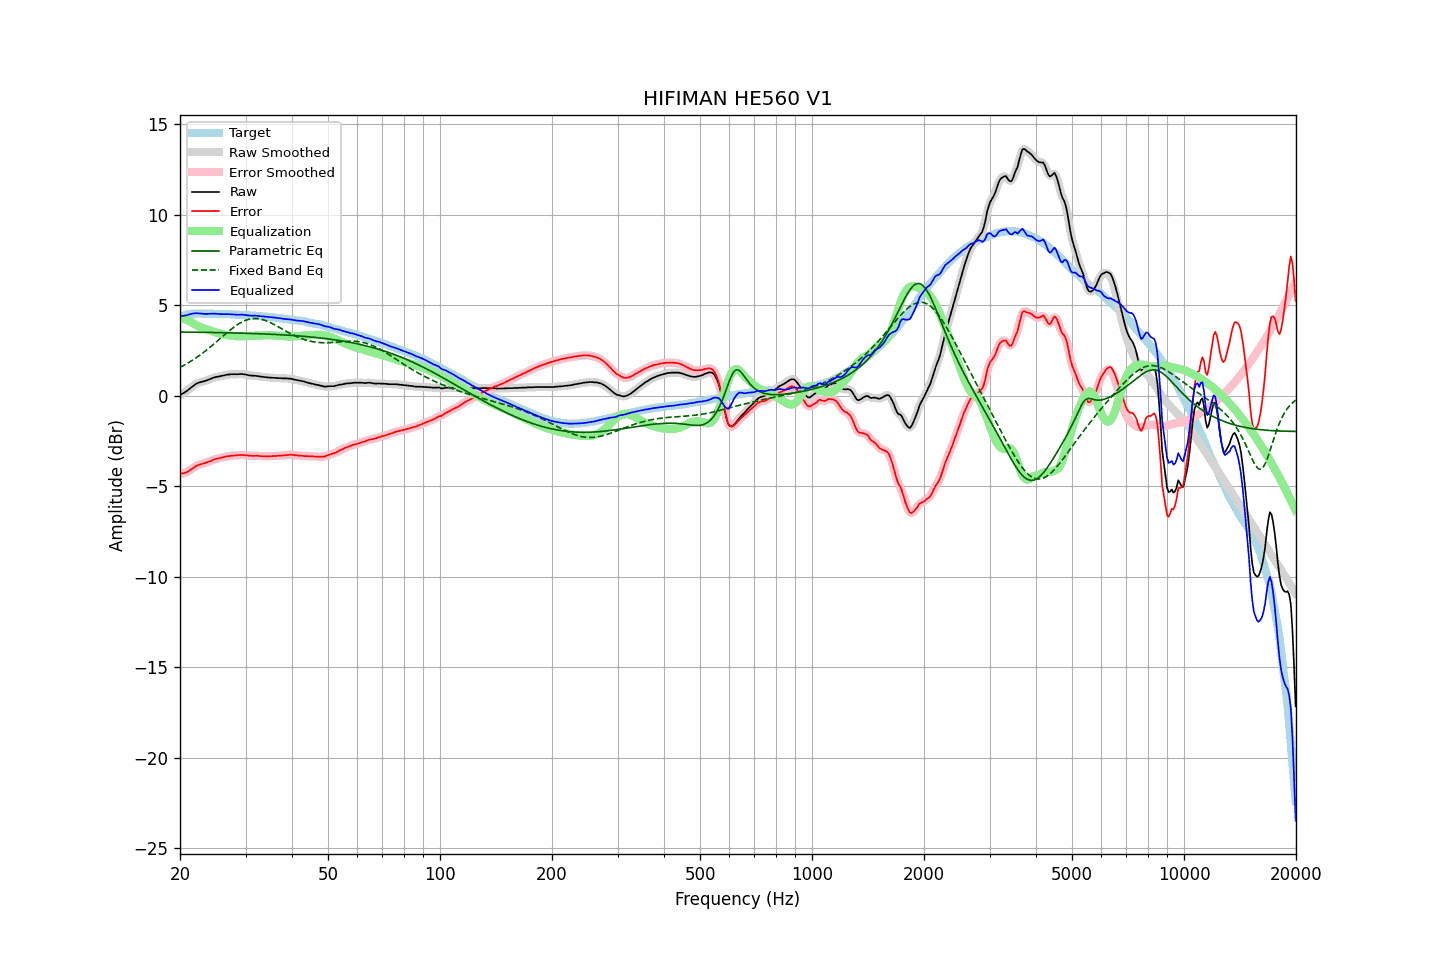 HIFIMAN HE560 V1
Target
Raw Smoothed
Error Smoothed
Raw
Error
Equalization
Parametric Eq
Fixed Band Eq
Equalized
15
10
5
0
−5
−10
−15
−20
−25
Amplitude (dBr)
20
50
100
200
500
1000
2000
5000
10000
20000
Frequency (Hz)